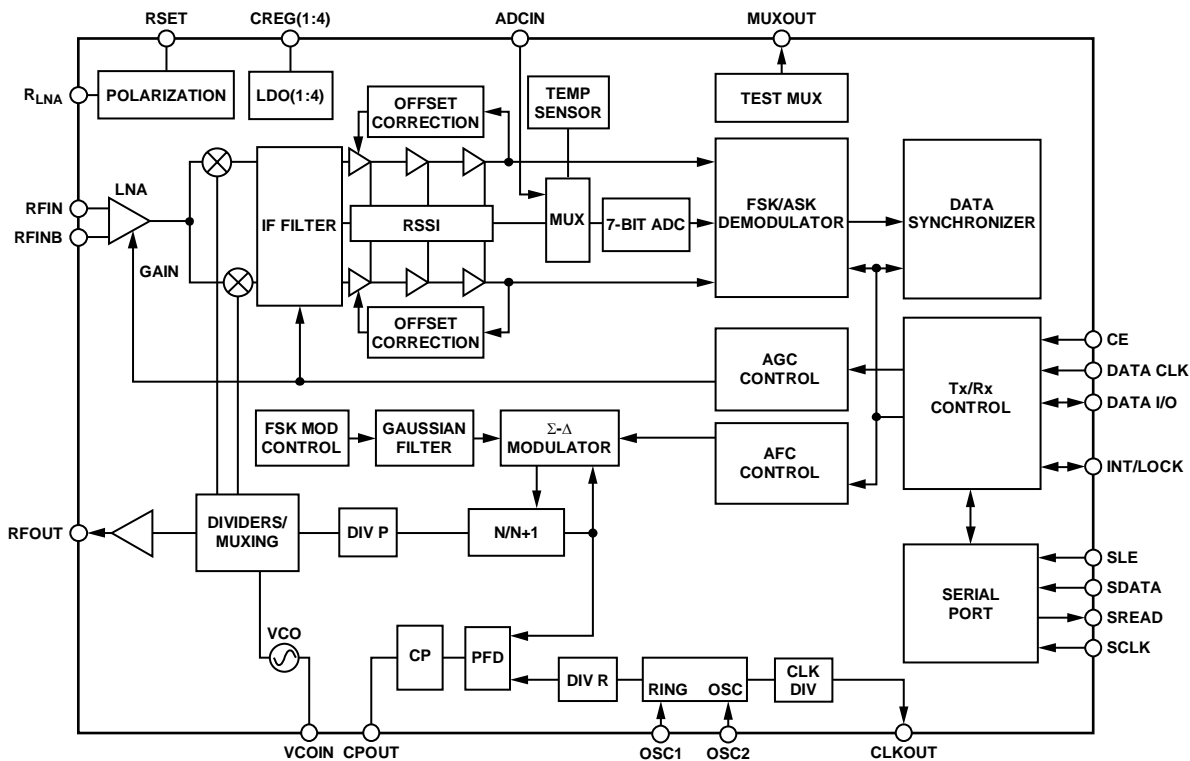 RSET
CREG(1:4)
ADCIN
MUXOUT
RLNA
POLARIZATION
LDO(1:4)
OFFSET
CORRECTION
TEMP
SENSOR
TEST MUX
LNA
RFIN
RFINB
GAIN
IF FILTER
RSSI
MUX
7-BIT ADC
FSK/ASK
DEMODULATOR
DATA
SYNCHRONIZER
OFFSET
CORRECTION
AGC
CONTROL
Tx/Rx
CONTROL
CE
DATA CLK
DATA I/O
INT/LOCK
FSK MOD
CONTROL
GAUSSIAN
FILTER
Σ-Δ
MODULATOR
AFC
CONTROL
RFOUT
DIVIDERS/
MUXING
DIV P
N/N+1
SERIAL
PORT
SLE
SDATA
SREAD
SCLK
VCO
CP
PFD
DIV R
RING
OSC
CLK
DIV
VCOIN
CPOUT
OSC1
OSC2
CLKOUT